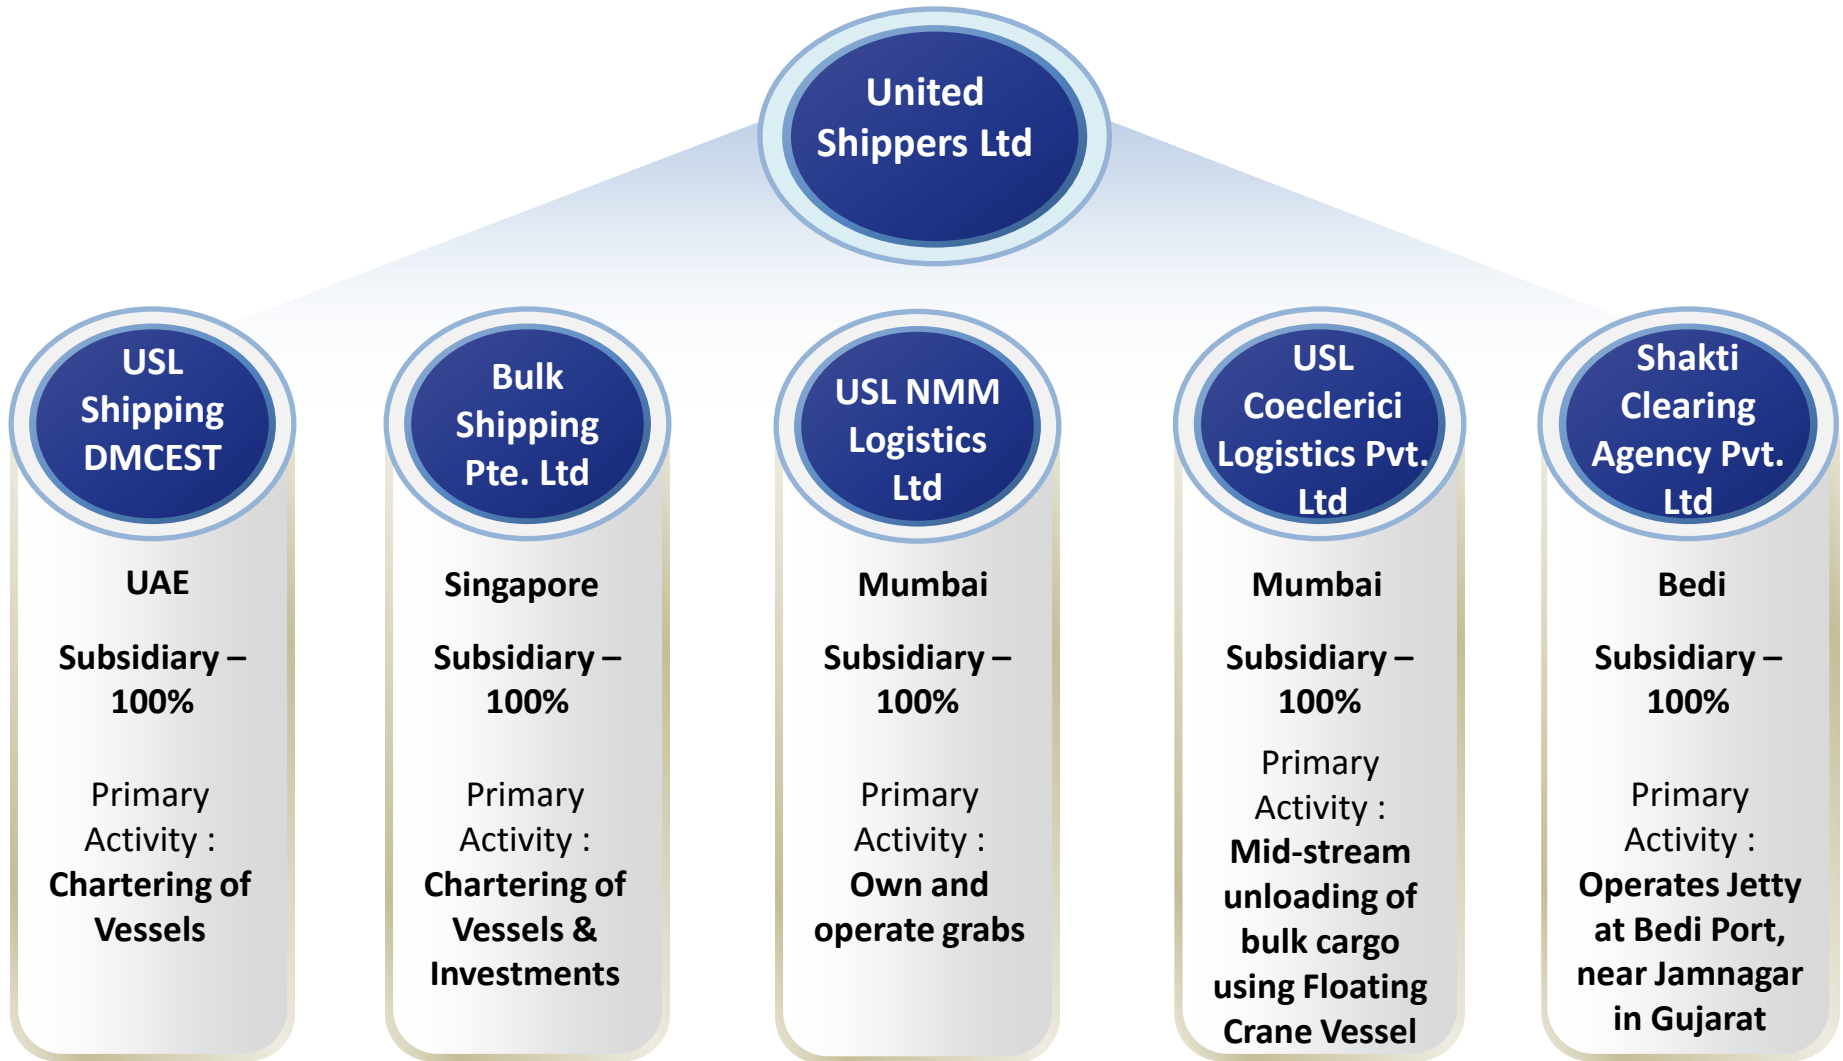 United
Shippers Ltd
USL
Shipping
DMCEST
UAE
Subsidiary –
100%
Primary
Activity :
Chartering of
Vessels
Bulk
Shipping
Pte. Ltd
Singapore
Subsidiary –
100%
Primary
Activity :
Chartering of
Vessels &
Investments
USL NMM
Logistics
Ltd
Mumbai
Subsidiary –
100%
Primary
Activity :
Own and
operate grabs
USL
Coeclerici
Logistics Pvt.
Ltd
Mumbai
Subsidiary –
100%
Primary
Activity :
Mid-stream
unloading of
bulk cargo
using Floating
Crane Vessel
Shakti
Clearing
Agency Pvt.
Ltd
Bedi
Subsidiary –
100%
Primary
Activity :
Operates Jetty
at Bedi Port,
near Jamnagar
in Gujarat